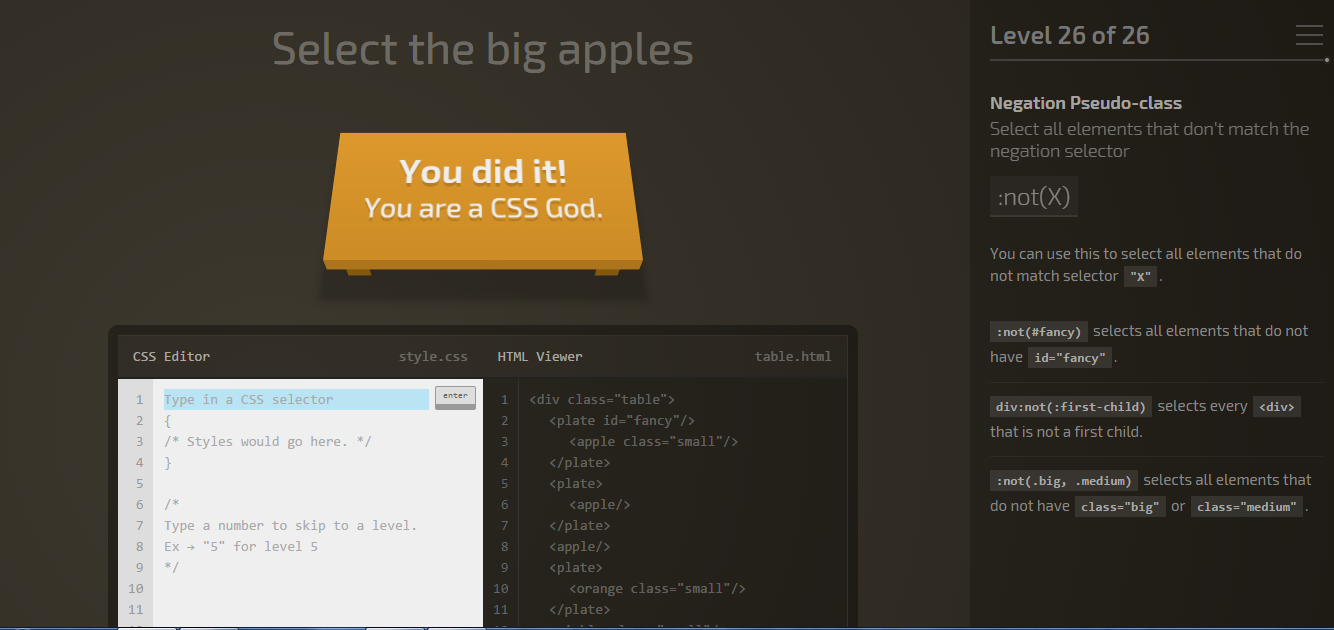 Select the big apples
You did it!
You are a CSS God.
CSS Editor style.css
1 Type in a CSS selector enter
2 {
3 /* Styles would go here. */
4 }
5
6 /*
7 Type a number to skip to a level.
8 Ex → "5" for level 5
9 */
10
11
HTML Viewer table.html
1 <div class="table">
2 <plate id="fancy"/>
3 <apple class="small"/>
4 </plate>
5 <plate>
6 <apple/>
7 </plate>
8 <apple/>
9 <plate>
10 <orange class="small"/>
11 </plate>
Level 26 of 26
Negation Pseudo-class
Select all elements that don't match the
negation selector
:not(X)
You can use this to select all elements that do
not match selector "X" .
:not(#fancy) selects all elements that do not
have id="fancy" .
div:not(:first-child) selects every <div>
that is not a first child.
:not(.big, .medium) selects all elements that
do not have class="big" or class="medium" .